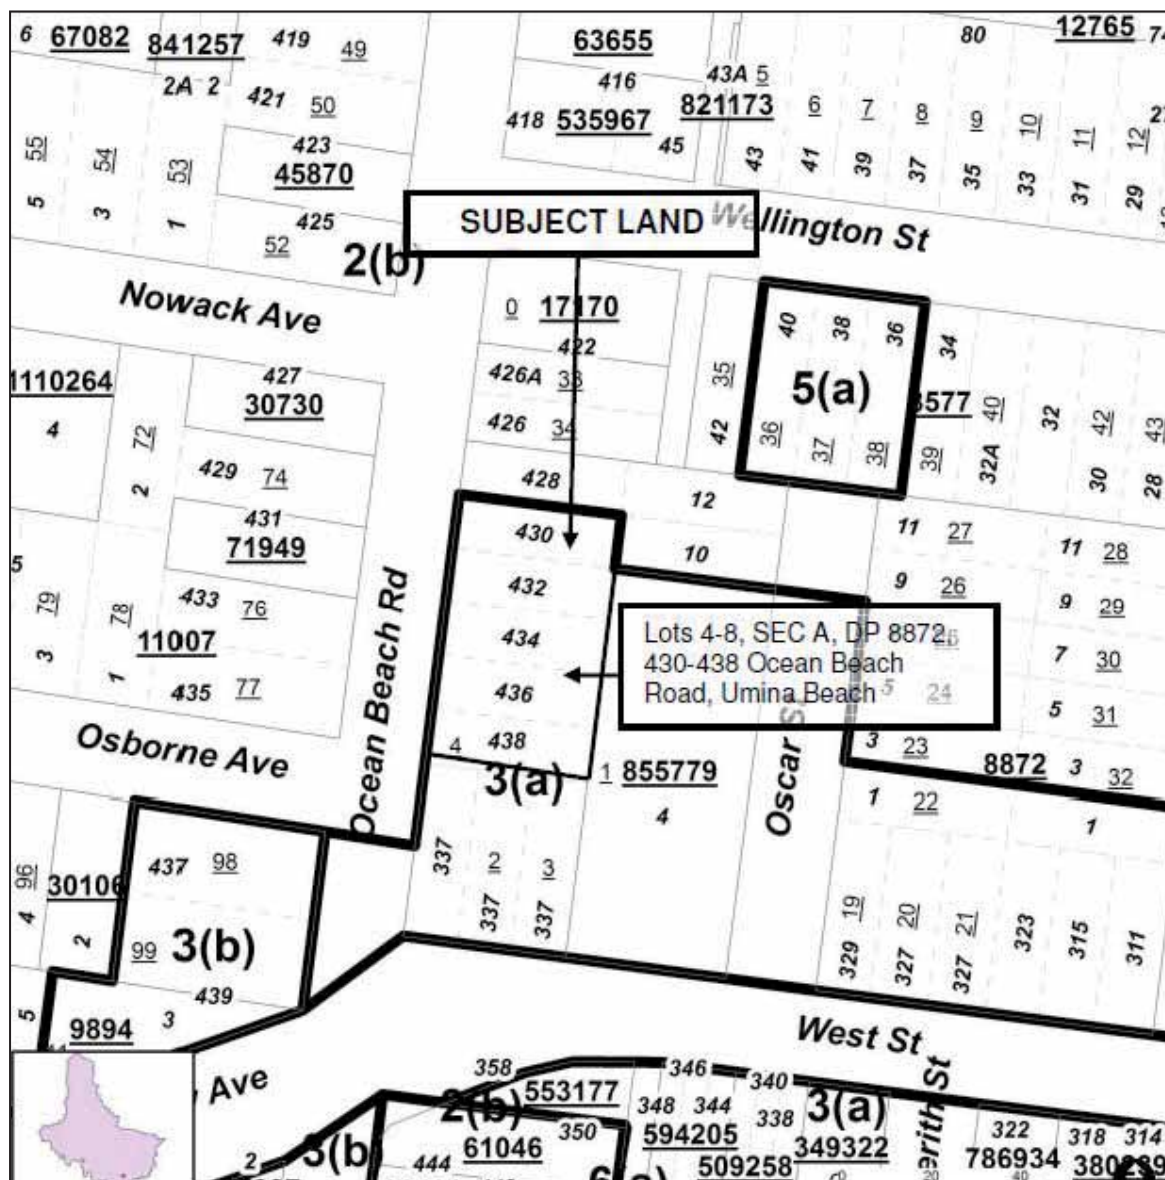 6 67082 841257 419 49
63655
80 12765
2A 2 421 50
416
43A 5
418 535967 821173
6 7 8 9 10 11 12
423
45870
45
43 41 39 37 35 33 31 29
55 54 53
5 3 1
425
52
2(b)
SUBJECT LAND
Wellington St
Nowack Ave
0 17170
422
40 38 36 34
1110264
427
30730
426A 33
35
5(a)
3577 40
32 42 43
4
72
426 34
42
36 37 38 39
32A 30 28
429 74
2
428
12
431
71949
430
10
11 27
11 28
5
79 78
433 76
432
9 26
9 29
11007
434
Lots 4-8, SEC A, DP 8872,
430-438 Ocean Beach
Road, Umina Beach
25
7 30
3 1
435 77
436
5 24
5 31
Ocean Beach Rd
Osborne Ave
4 438
3 23
8872 3 32
3(a)
1 855779
4
Oscar St
1 22
1
96
30106
437 98
337
2 3
337 337
4 2
99 3(b)
19 20 21
329 327 327 323 315 311
439
5
9894 3
West St
Ave
358
553177
346
340
2(b)
348 344
338
3(a)
erith St
350
61046
594205
349322
322
318 314
2
3(b
444
509258
786934